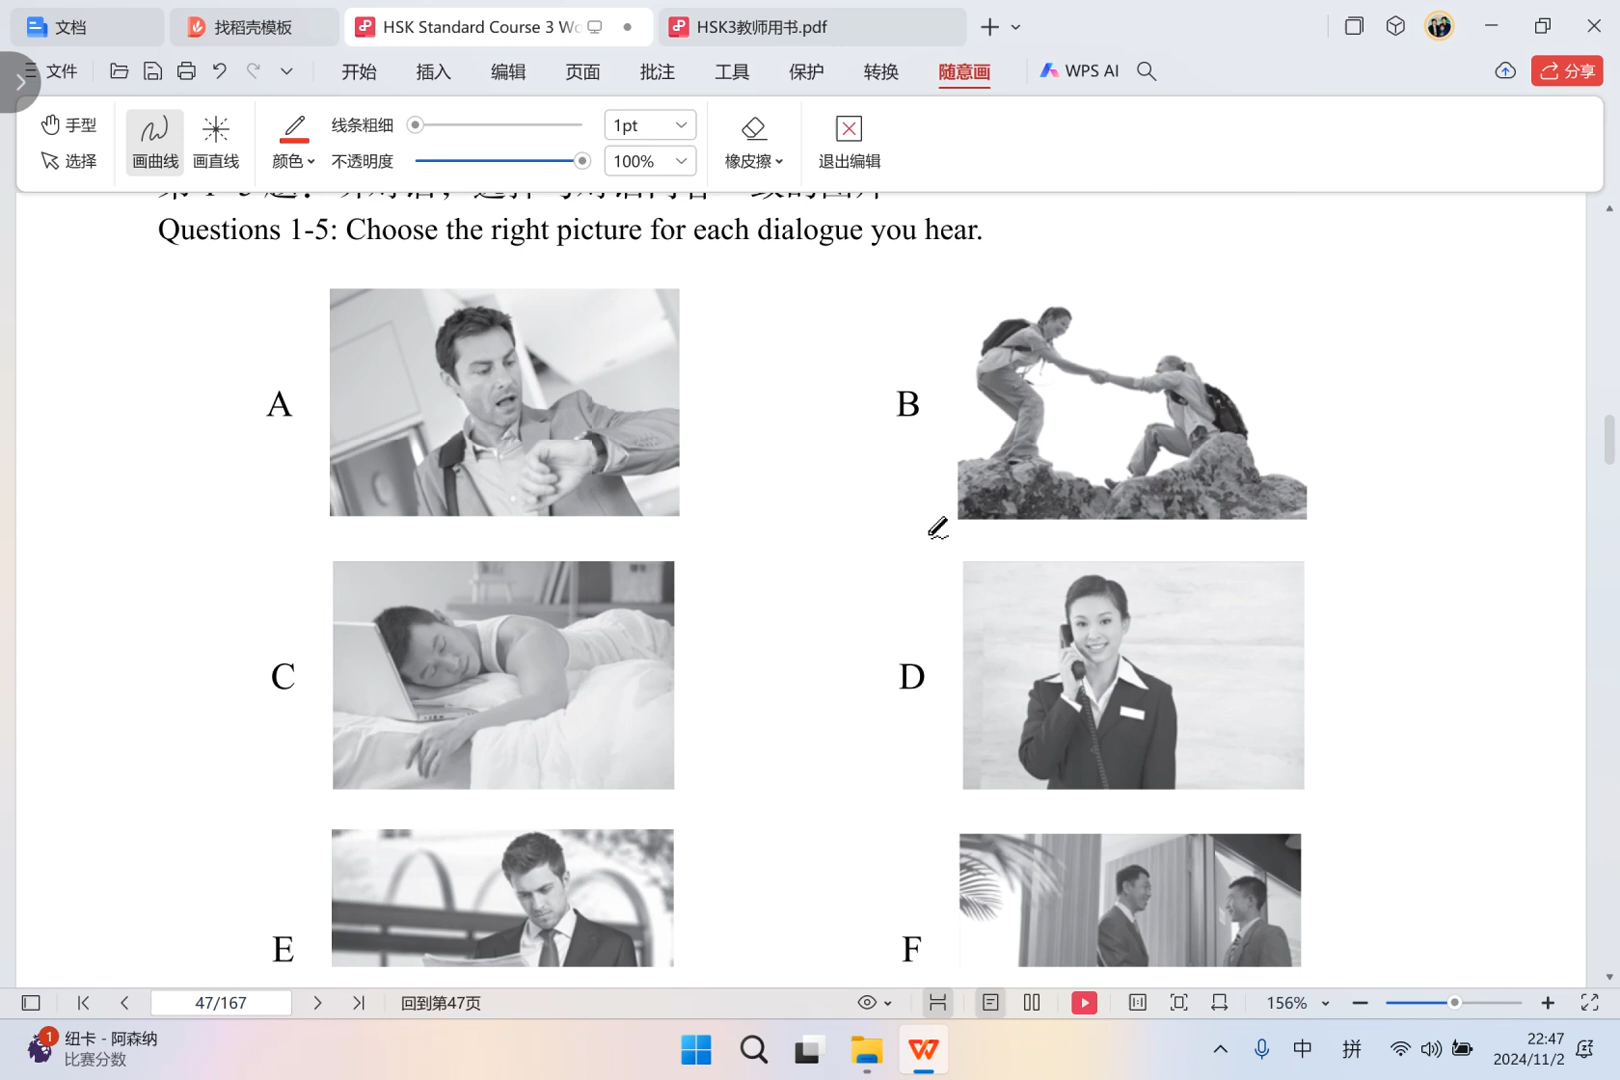 文档
找稻壳模板
HSK Standard Course 3 Wo
HSK3教师用书.pdf
文件
开始
插入
编辑
页面
批注
工具
保护
转换
随意画
WPS AI
分享
手型
选择
画曲线
画直线
颜色
线条粗细
1pt
不透明度
100%
橡皮擦
退出编辑
Questions 1-5: Choose the right picture for each dialogue you hear.
A
B
C
D
E
F
47/167
回到第47页
156%
1
纽卡 - 阿森纳
比赛分数
中
拼
22:47
2024/11/2